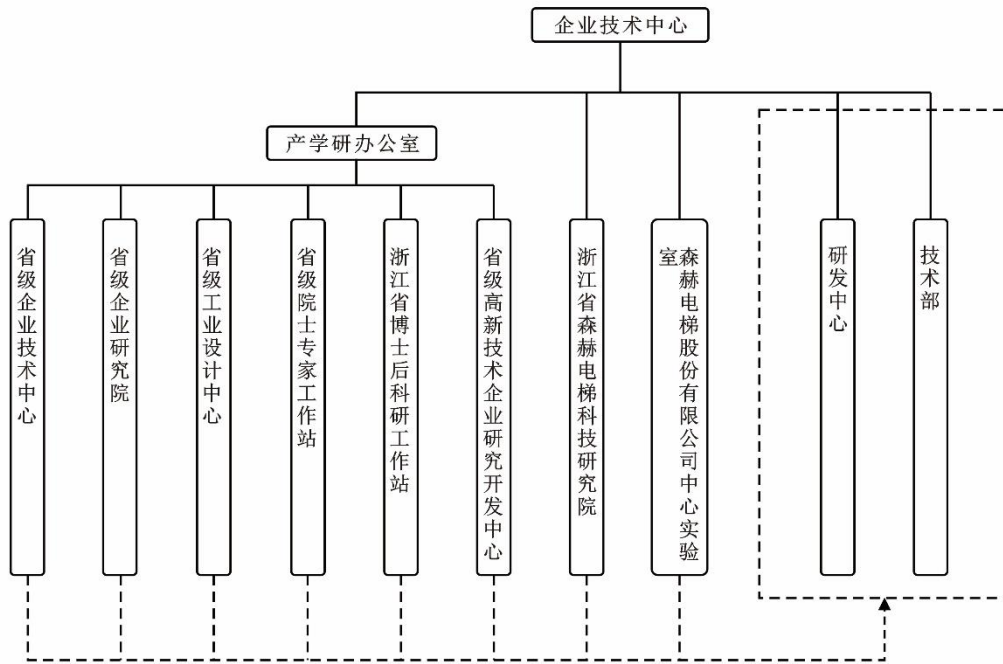 企业技术中心
产学研办公室
省级企业技术中心
省级企业研究院
省级工业设计中心
省级院士专家工作站
浙江省博士后科研工作站
省级高新技术企业研究开发中心
浙江省森赫电梯科技研究院
森赫电梯股份有限公司中心实验
室
研发中心
技术部